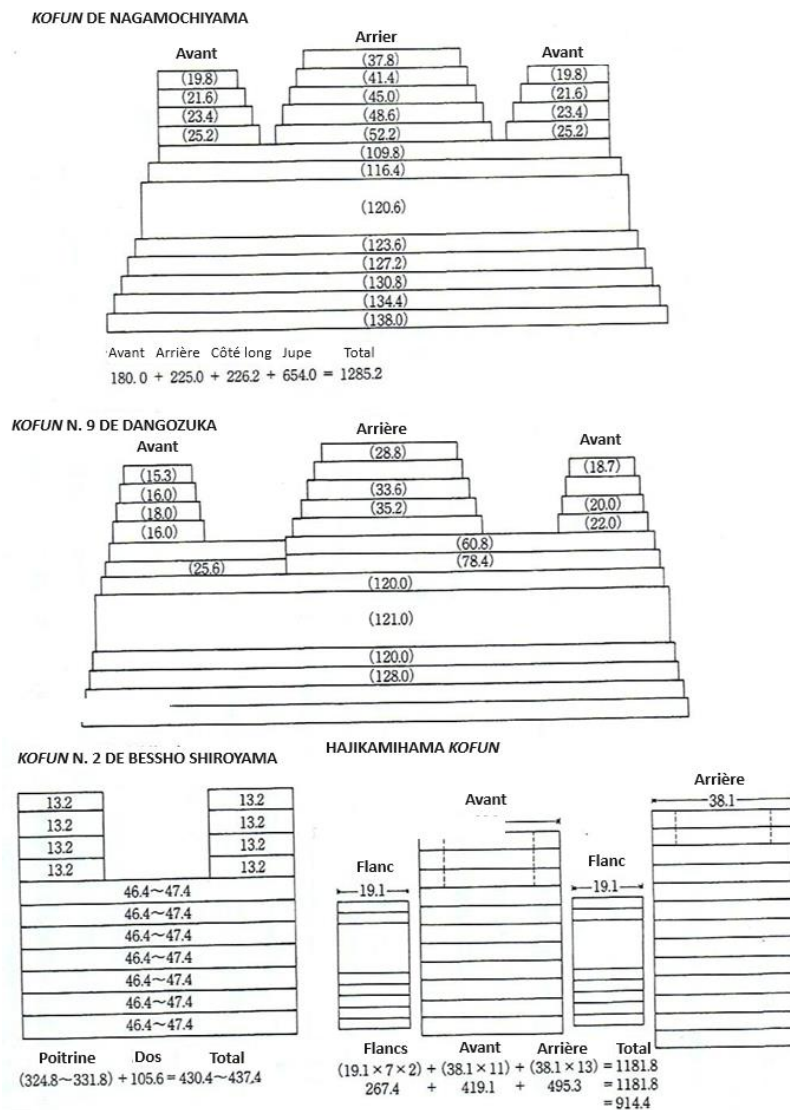 KOFUN DE NAGAMOCHIYAMA
Avant Arrier Avant
(37.8)
(19.8) (41.4) (19.8)
(21.6) (45.0) (21.6)
(23.4) (48.6) (23.4)
(25.2) (52.2) (25.2)
(109.8)
(116.4)
(120.6)
(123.6)
(127.2)
(130.8)
(134.4)
(138.0)
Avant Arrière Côté long Jupe Total
180.0 + 225.0 + 226.2 + 654.0 = 1285.2
KOFUN N. 9 DE DANGOZUKA
Avant Arrière Avant
(28.8)
(15.3) (18.7)
(16.0) (33.6)
(18.0) (35.2) (20.0)
(16.0) (22.0)
(60.8)
(25.6) (78.4)
(120.0)
(121.0)
(120.0)
(128.0)
KOFUN N. 2 DE BESSHO SHIROYAMA
13.2 13.2
13.2 13.2
13.2 13.2
13.2 13.2
46.4~47.4
46.4~47.4
46.4~47.4
46.4~47.4
46.4~47.4
46.4~47.4
46.4~47.4
Poitrine Dos Total
(324.8~331.8) + 105.6 = 430.4~437.4
HAJIKAMIHAMA KOFUN
Arrière
38.1
Avant
Flanc Flanc
19.1 19.1
Flancs Avant Arrière Total
(19.1 × 7 × 2) + (38.1 × 11) + (38.1 × 13) = 1181.8
267.4 + 419.1 + 495.3 = 1181.8
= 914.4